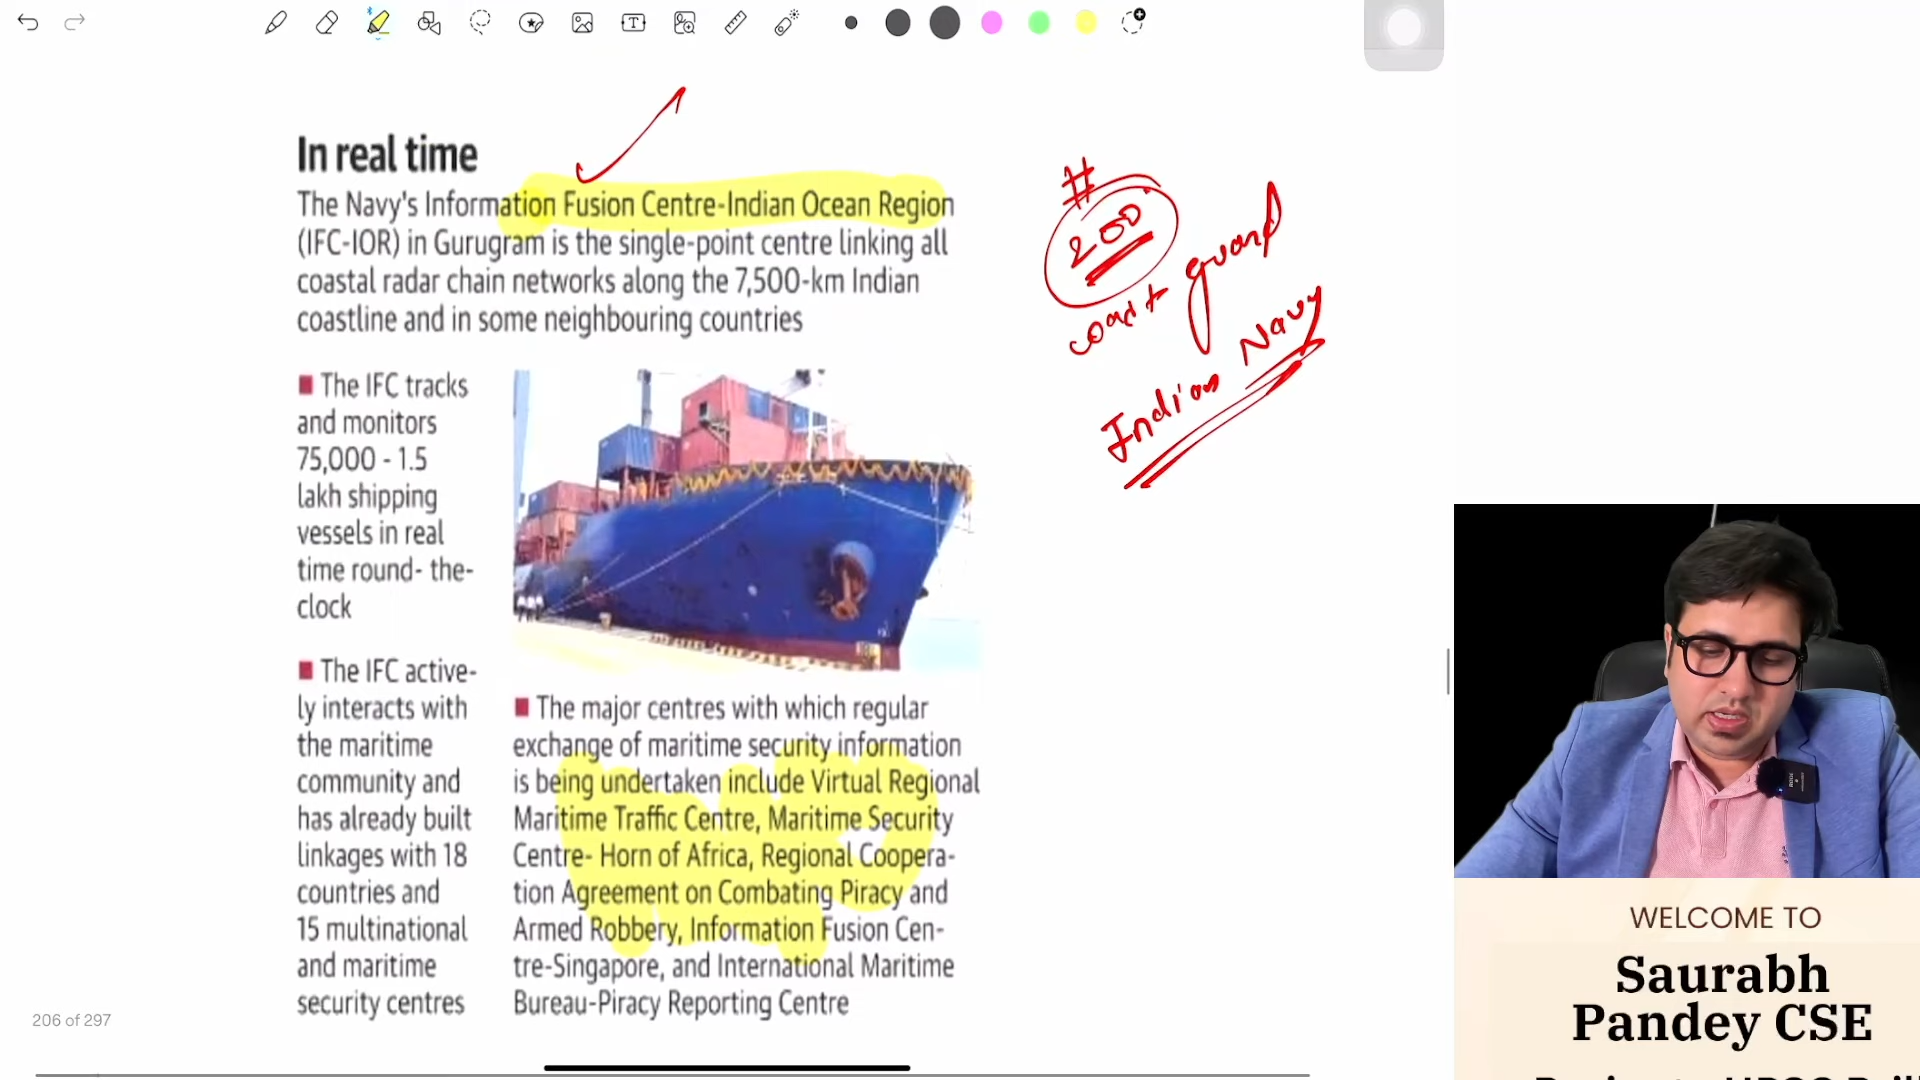 In real time
The Navy's Information Fusion Centre-Indian Ocean Region
(IFC-IOR) in Gurugram is the single-point centre linking all
coastal radar chain networks along the 7,500-km Indian
coastline and in some neighbouring countries
The IFC tracks
and monitors
75,000 - 1.5
lakh shipping
vessels in real
time round- the-
clock
The IFC active-
ly interacts with
the maritime
community and
has already built
linkages with 18
countries and
15 multinational
and maritime
security centres
The major centres with which regular
exchange of maritime security information
is being undertaken include Virtual Regional
Maritime Traffic Centre, Maritime Security
Centre- Horn of Africa, Regional Coopera-
tion Agreement on Combating Piracy and
Armed Robbery, Information Fusion Cen-
tre-Singapore, and International Maritime
Bureau-Piracy Reporting Centre
#
200
guard
Indian Navy
206 of 297
WELCOME TO
Saurabh
Pandey CSE